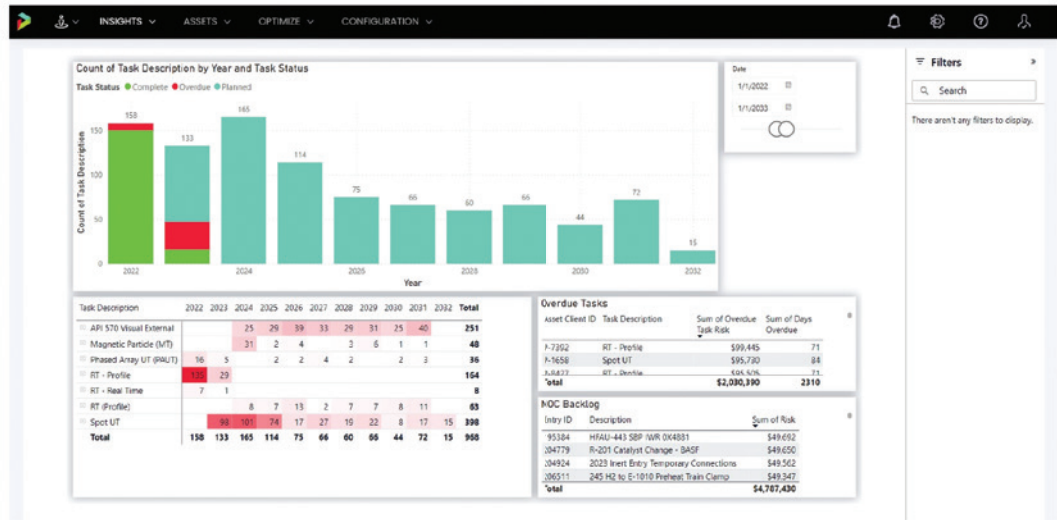 INSIGHTS ASSETS OPTIMIZE CONFIGURATION
Count of Task Description by Year and Task Status
Task Status Complete Overdue Planned
158
133
165
114
75
66
60
66
44
72
15
Count of Task Description
150
100
50
0
2022 2024 2026 2028 2030 2032
Year
Date
1/1/2022
1/1/2033
Filters
Search
There aren't any filters to display.
Task Description 2022 2023 2024 2025 2026 2027 2028 2029 2030 2031 2032 Total
API 570 Visual External 25 29 39 33 29 31 25 40 251
Magnetic Particle (MT) 31 2 4 3 6 1 1 48
Phased Array UT (PAUT) 16 5 2 2 4 2 2 3 36
RT - Profile 29 164
RT - Real Time 7 1 8
RT (Profile) 8 7 13 2 7 7 8 11 63
Spot UT 98 101 74 17 27 19 22 8 17 15 398
Total 158 133 165 114 75 66 60 66 44 72 15 968
Overdue Tasks
Asset Client ID Task Description Sum of Overdue Task Risk Sum of Days Overdue
-7392 RT - Profile $99,445 71
-1658 Spot UT $95,730 84
-9427 RT - Profile $95,505 71
Total $2,030,390 2310
MOC Backlog
Entry ID Description Sum of Risk
95384 HFAU-443 SBP IWR 0X4881 $49,692
204779 R-201 Catalyst Change - BASF $49,650
204924 2023 Inert Entry Temporary Connections $49,562
206511 245 H2 to E-1010 Preheat Train Clamp $49,347
Total $4,787,430